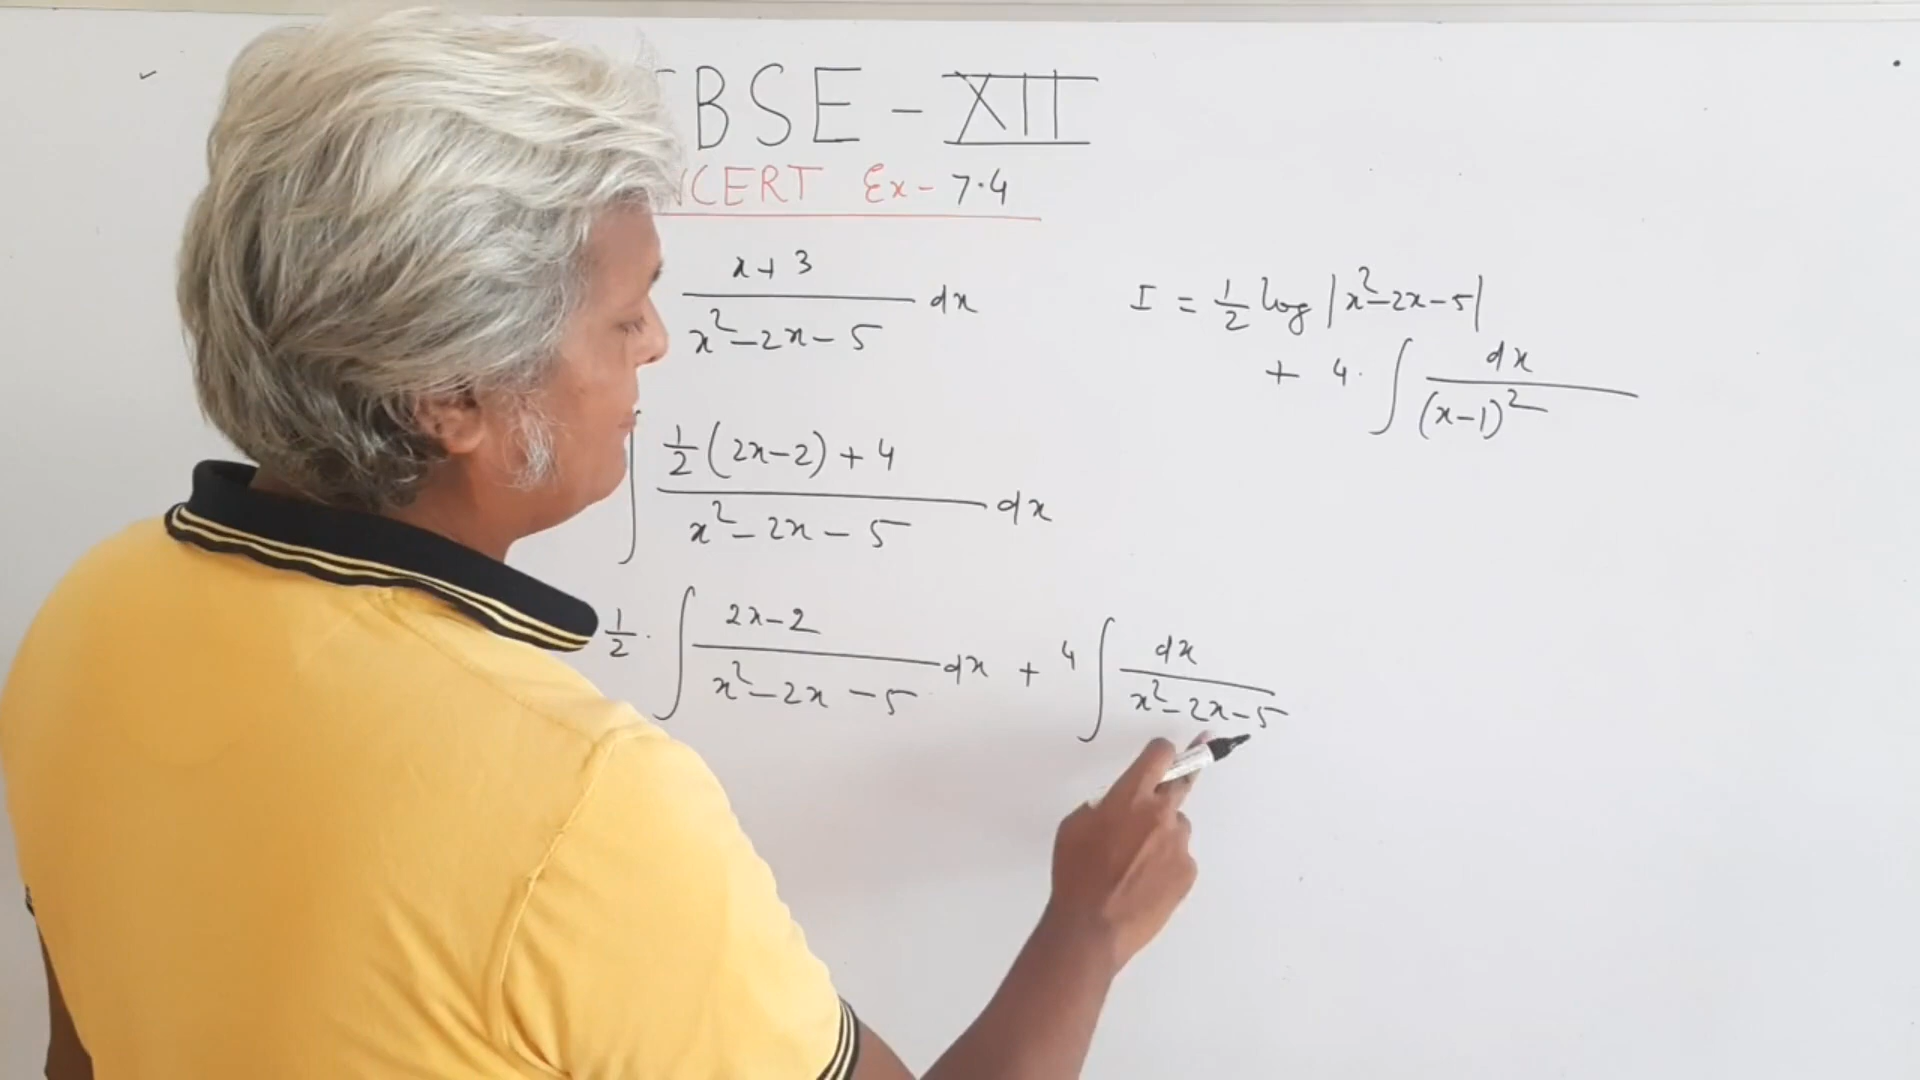 BSE - XII
NCERT Ex - 7.4
x + 3
dx
x² - 2x - 5
1/2 (2x - 2) + 4
∫ dx
x² - 2x - 5
1/2 · ∫ (2x - 2)/(x² - 2x - 5) dx + 4 ∫ dx/(x² - 2x - 5)
I = 1/2 log |x² - 2x - 5|
+ 4 · ∫ dx/(x - 1)²